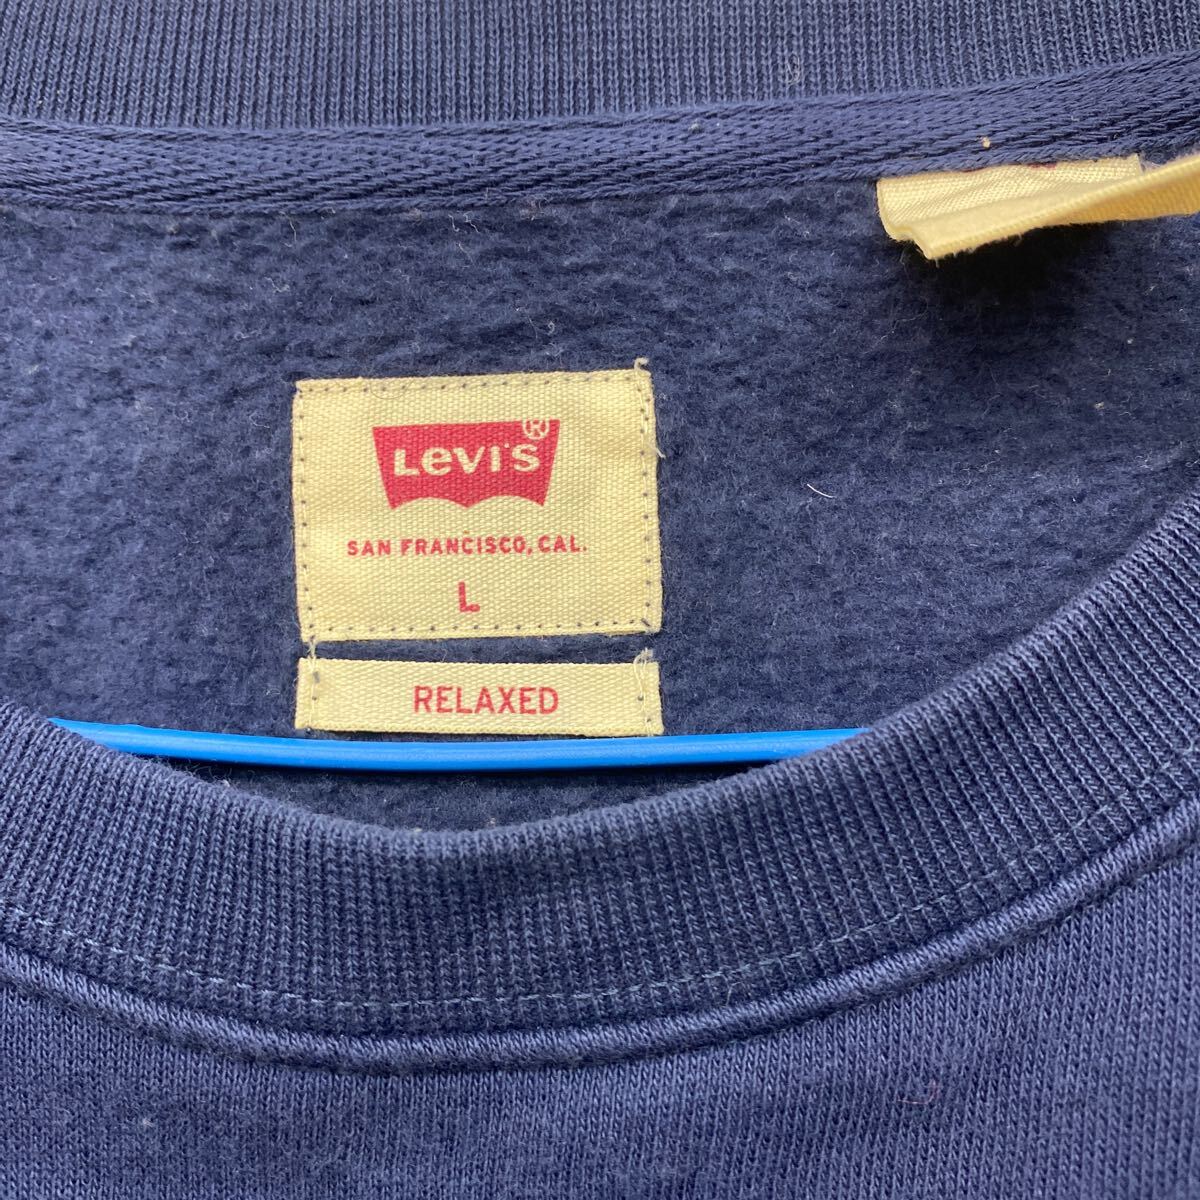 Levi's®
SAN FRANCISCO, CAL.
L
RELAXED